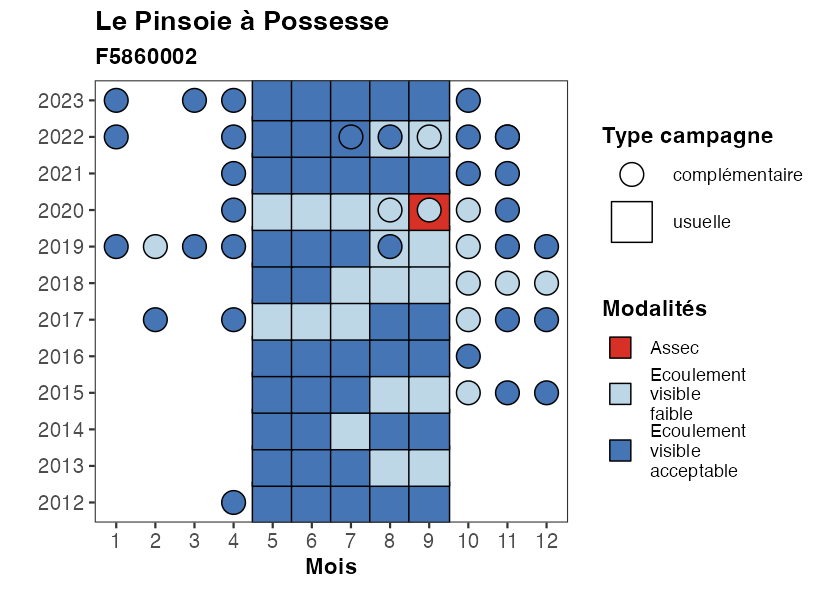 Le Pinsoie à Possesse
F5860002
2023
2022
2021
2020
2019
2018
2017
2016
2015
2014
2013
2012
1 2 3 4 5 6 7 8 9 10 11 12
Mois
Type campagne
complémentaire
usuelle
Modalités
Assec
Ecoulement
visible
faible
Ecoulement
visible
acceptable